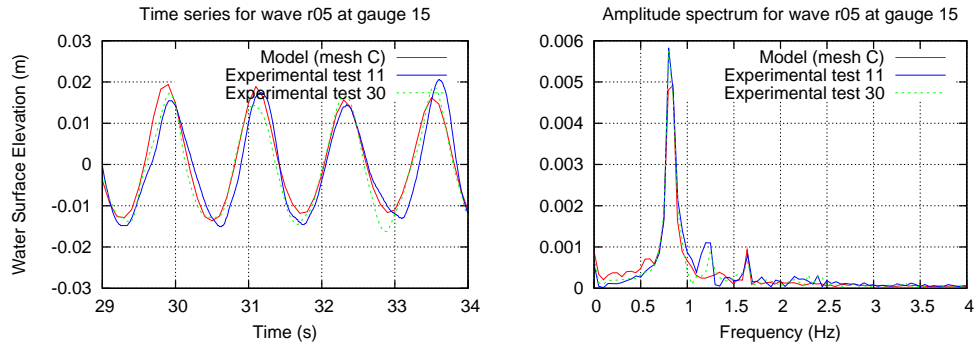 Time series for wave r05 at gauge 15
Water Surface Elevation (m)
0.03
0.02
0.01
0
-0.01
-0.02
-0.03
Model (mesh C)
Experimental test 11
Experimental test 30
29 30 31 32 33 34
Time (s)
Amplitude spectrum for wave r05 at gauge 15
0.006
0.005
0.004
0.003
0.002
0.001
0
Model (mesh C)
Experimental test 11
Experimental test 30
0 0.5 1 1.5 2 2.5 3 3.5 4
Frequency (Hz)